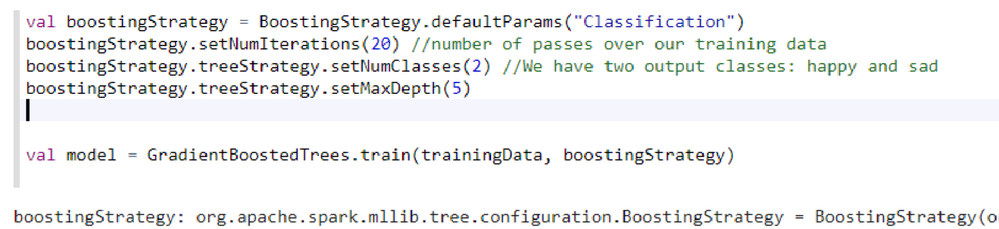 val boostingStrategy = BoostingStrategy.defaultParams("Classification")
boostingStrategy.setNumIterations(20) //number of passes over our training data
boostingStrategy.treeStrategy.setNumClasses(2) //We have two output classes: happy and sad
boostingStrategy.treeStrategy.setMaxDepth(5)
val model = GradientBoostedTrees.train(trainingData, boostingStrategy)
boostingStrategy: org.apache.spark.mllib.tree.configuration.BoostingStrategy = BoostingStrategy(o